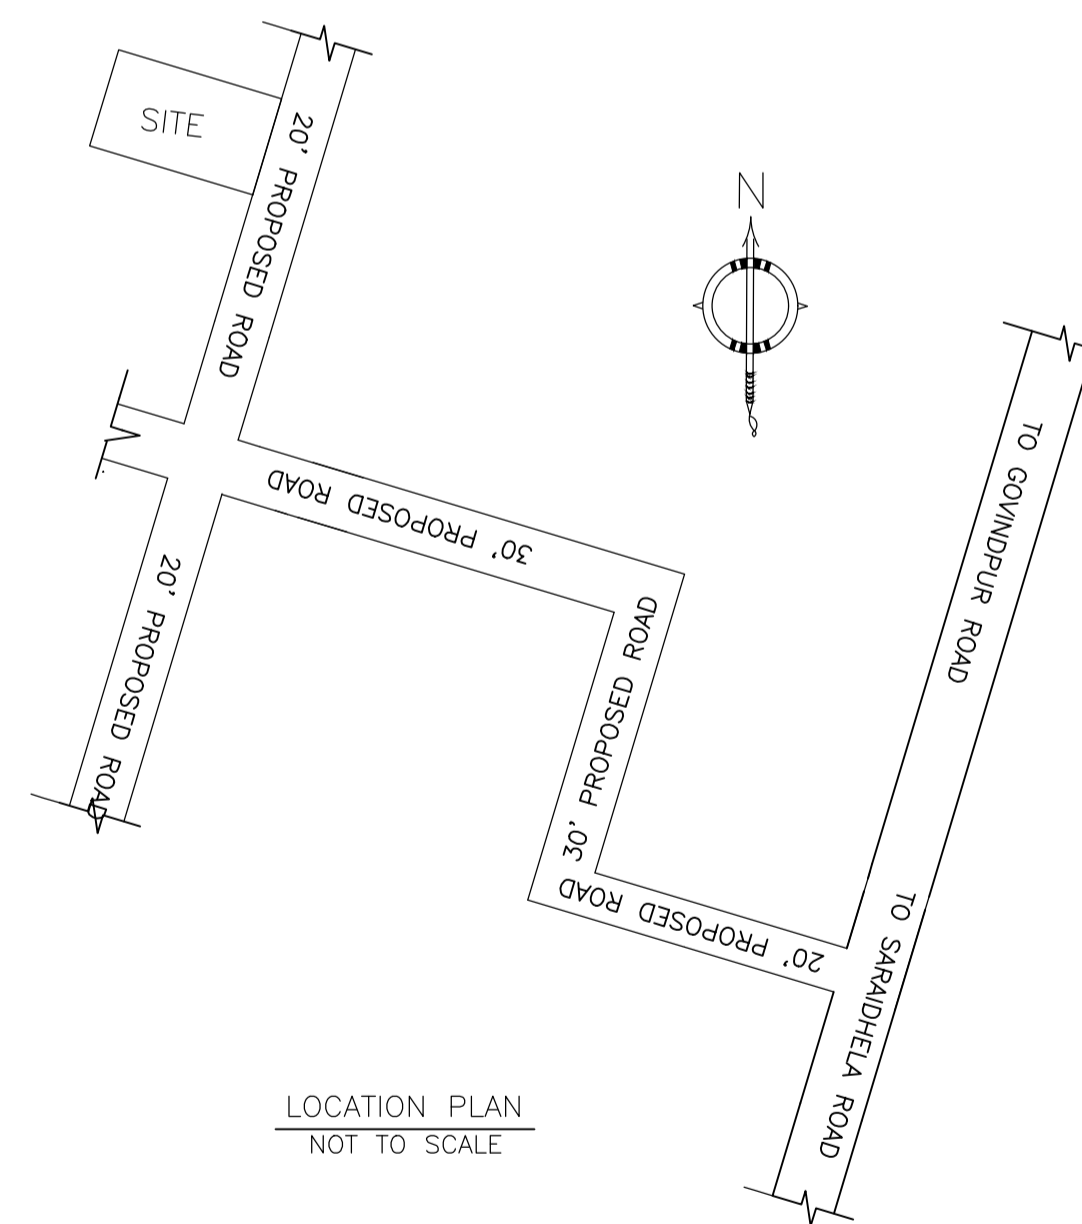 SITE
20' PROPOSED ROAD
N
30' PROPOSED ROAD
20' PROPOSED ROAD
30' PROPOSED ROAD
20' PROPOSED ROAD
TO GOVINDPUR ROAD
TO SARAIDHELA ROAD
LOCATION PLAN
NOT TO SCALE